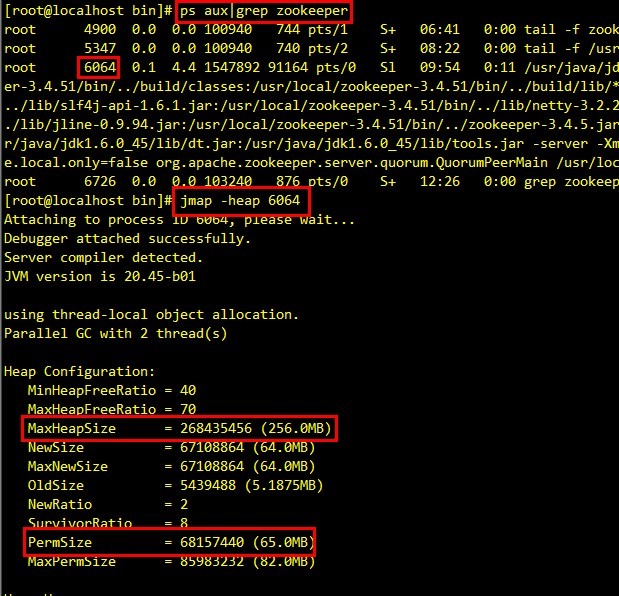 [root@localhost bin]# ps aux|grep zookeeper
root 4900 0.0 0.0 100940 744 pts/1 S+ 06:41 0:00 tail -f zook
root 5347 0.0 0.0 100940 740 pts/2 S+ 08:22 0:00 tail -f /usr
root 6064 0.1 4.4 1547892 91164 pts/0 Sl 09:54 0:11 /usr/java/jd
er-3.4.51/bin/../build/classes:/usr/local/zookeeper-3.4.51/bin/../build/lib/*
../lib/slf4j-api-1.6.1.jar:/usr/local/zookeeper-3.4.51/bin/../lib/netty-3.2.2
./lib/jline-0.9.94.jar:/usr/local/zookeeper-3.4.51/bin/../zookeeper-3.4.5.jar
r/java/jdk1.6.0_45/lib/dt.jar:/usr/java/jdk1.6.0_45/lib/tools.jar -server -Xm
e.local.only=false org.apache.zookeeper.server.quorum.QuorumPeerMain /usr/loc
root 6726 0.0 0.0 103240 876 pts/0 S+ 12:26 0:00 grep zookeep
[root@localhost bin]# jmap -heap 6064
Attaching to process ID 6064, please wait...
Debugger attached successfully.
Server compiler detected.
JVM version is 20.45-b01
using thread-local object allocation.
Parallel GC with 2 thread(s)
Heap Configuration:
MinHeapFreeRatio = 40
MaxHeapFreeRatio = 70
MaxHeapSize = 268435456 (256.0MB)
NewSize = 67108864 (64.0MB)
MaxNewSize = 67108864 (64.0MB)
OldSize = 5439488 (5.1875MB)
NewRatio = 2
SurvivorRatio = 8
PermSize = 68157440 (65.0MB)
MaxPermSize = 85983232 (82.0MB)